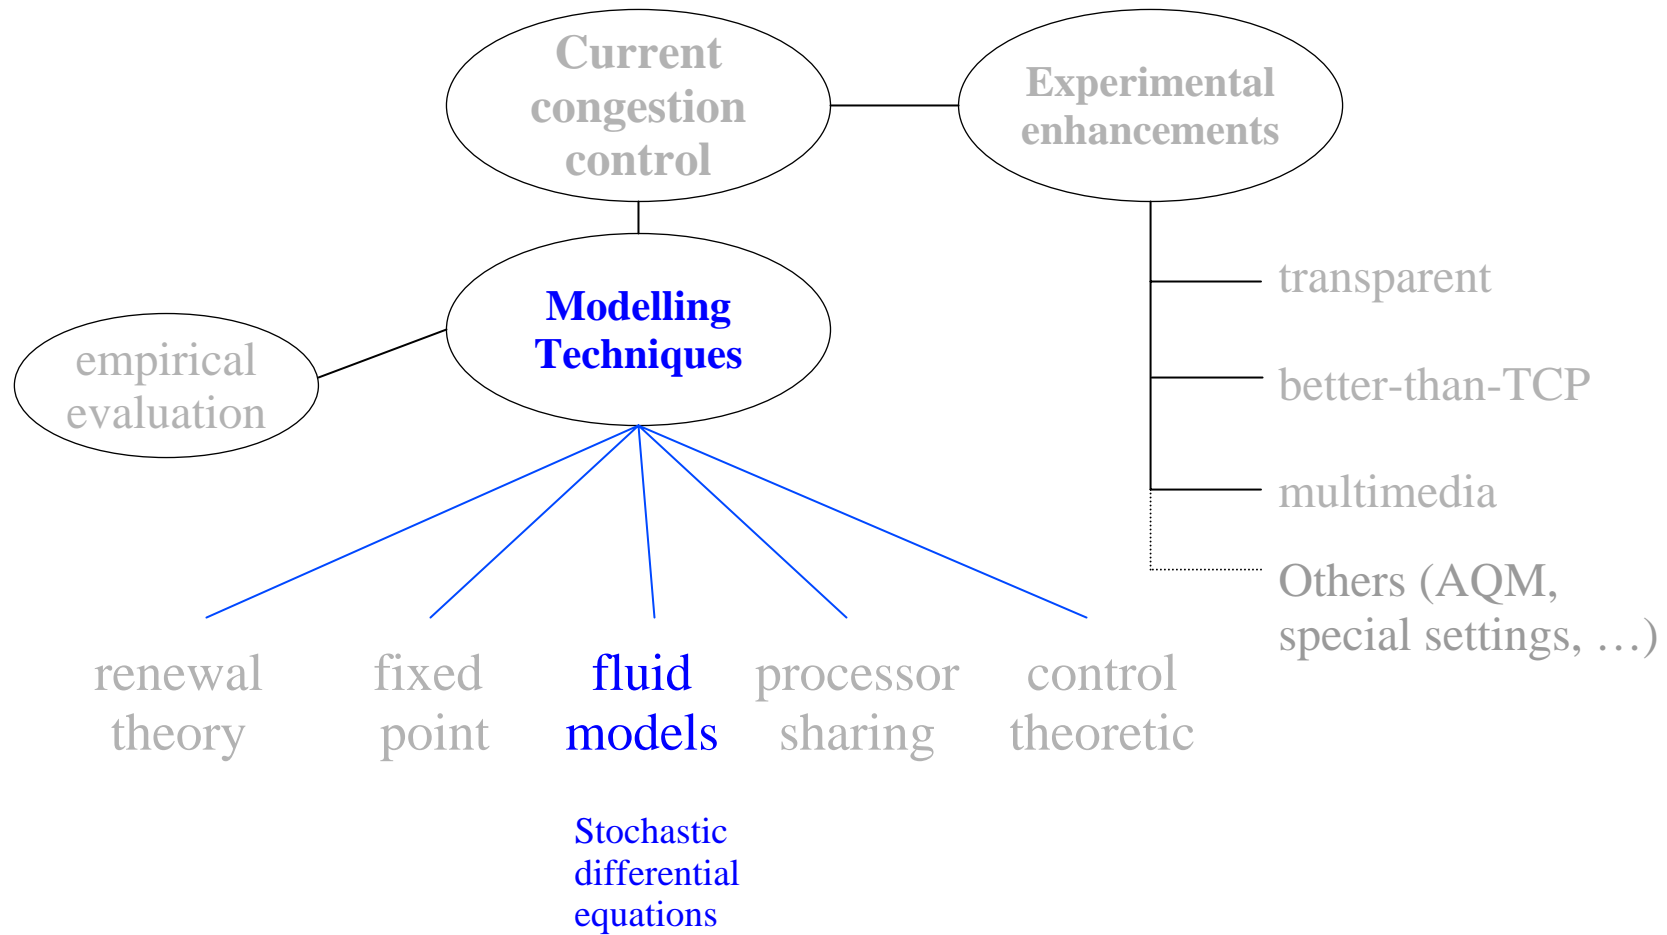 Current
congestion
control
Experimental
enhancements
Modelling
Techniques
empirical
evaluation
transparent
better-than-TCP
multimedia
Others (AQM,
special settings, …)
renewal
theory
fixed
point
fluid
models
processor
sharing
control
theoretic
Stochastic
differential
equations